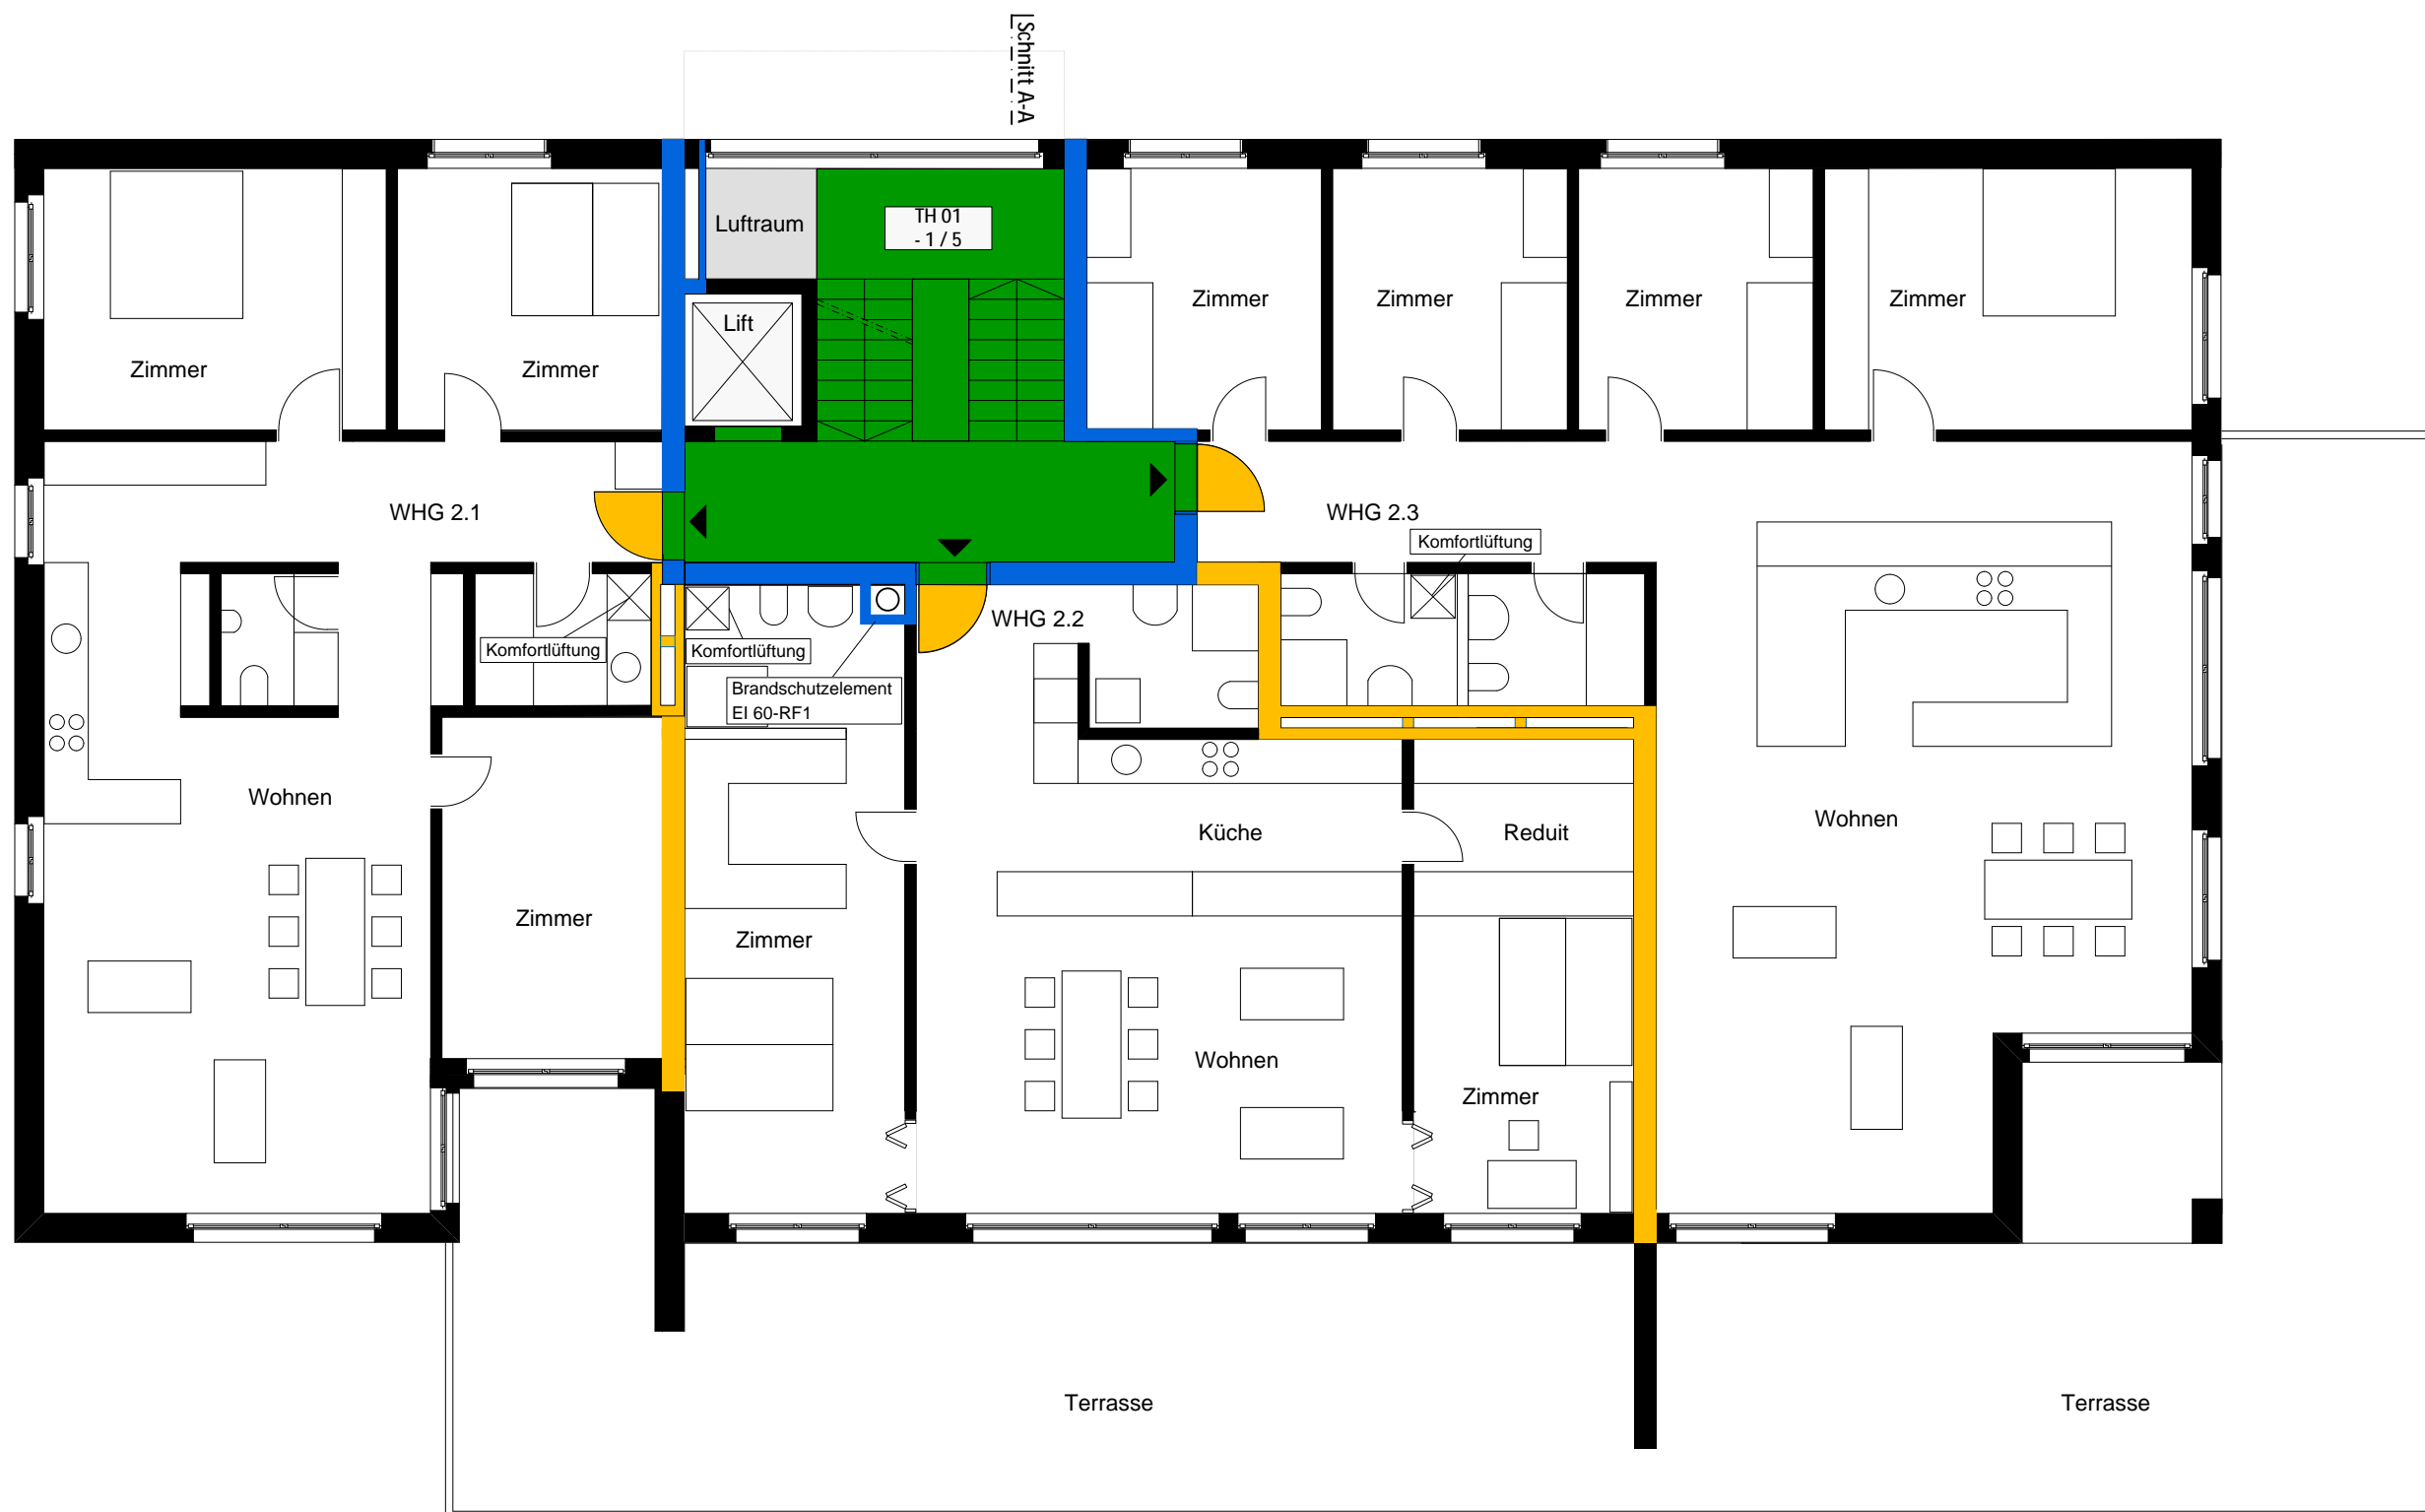 Schnitt A-A
TH 01
- 1 / 5
Luftraum
Lift
Zimmer
Zimmer
Zimmer
Zimmer
Zimmer
Zimmer
WHG 2.1
WHG 2.3
Komfortlüftung
WHG 2.2
Komfortlüftung
Komfortlüftung
Brandschutzelement
EI 60-RF1
Wohnen
Küche
Reduit
Wohnen
Zimmer
Zimmer
Wohnen
Zimmer
Terrasse
Terrasse